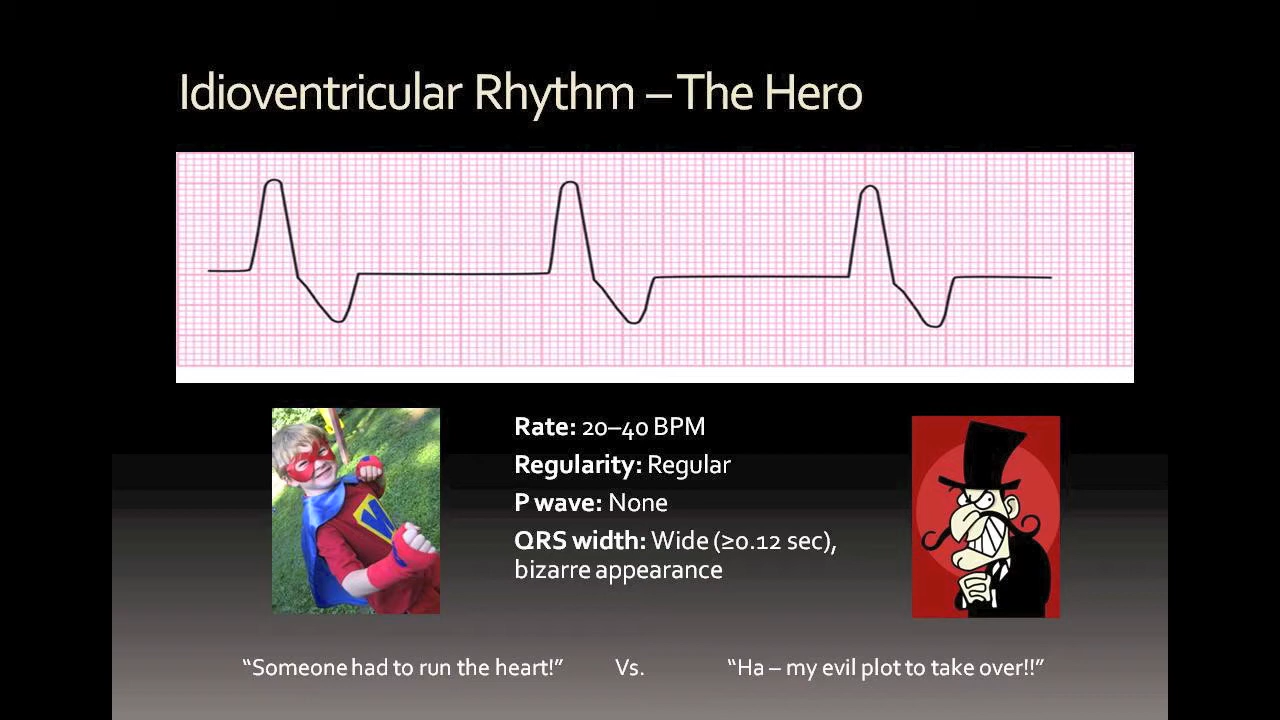 Idioventricular Rhythm – The Hero
Rate: 20–40 BPM
Regularity: Regular
P wave: None
QRS width: Wide (≥0.12 sec),
bizarre appearance
W
“Someone had to run the heart!” Vs. “Ha – my evil plot to take over!!”